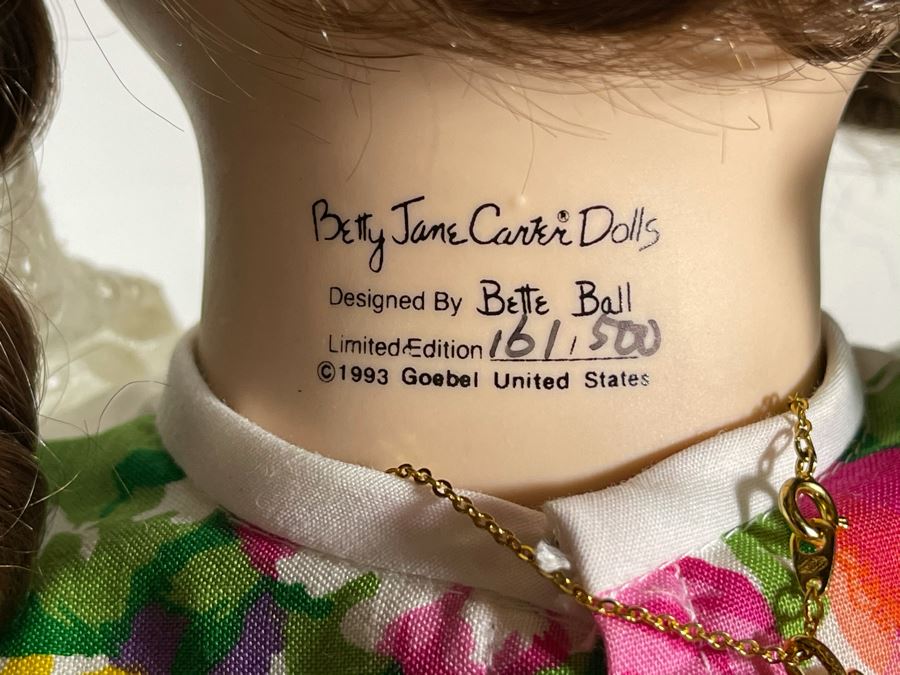 Betty Jane Carter® Dolls
Designed By Bette Ball
Limited Edition 161/500
©1993 Goebel United States